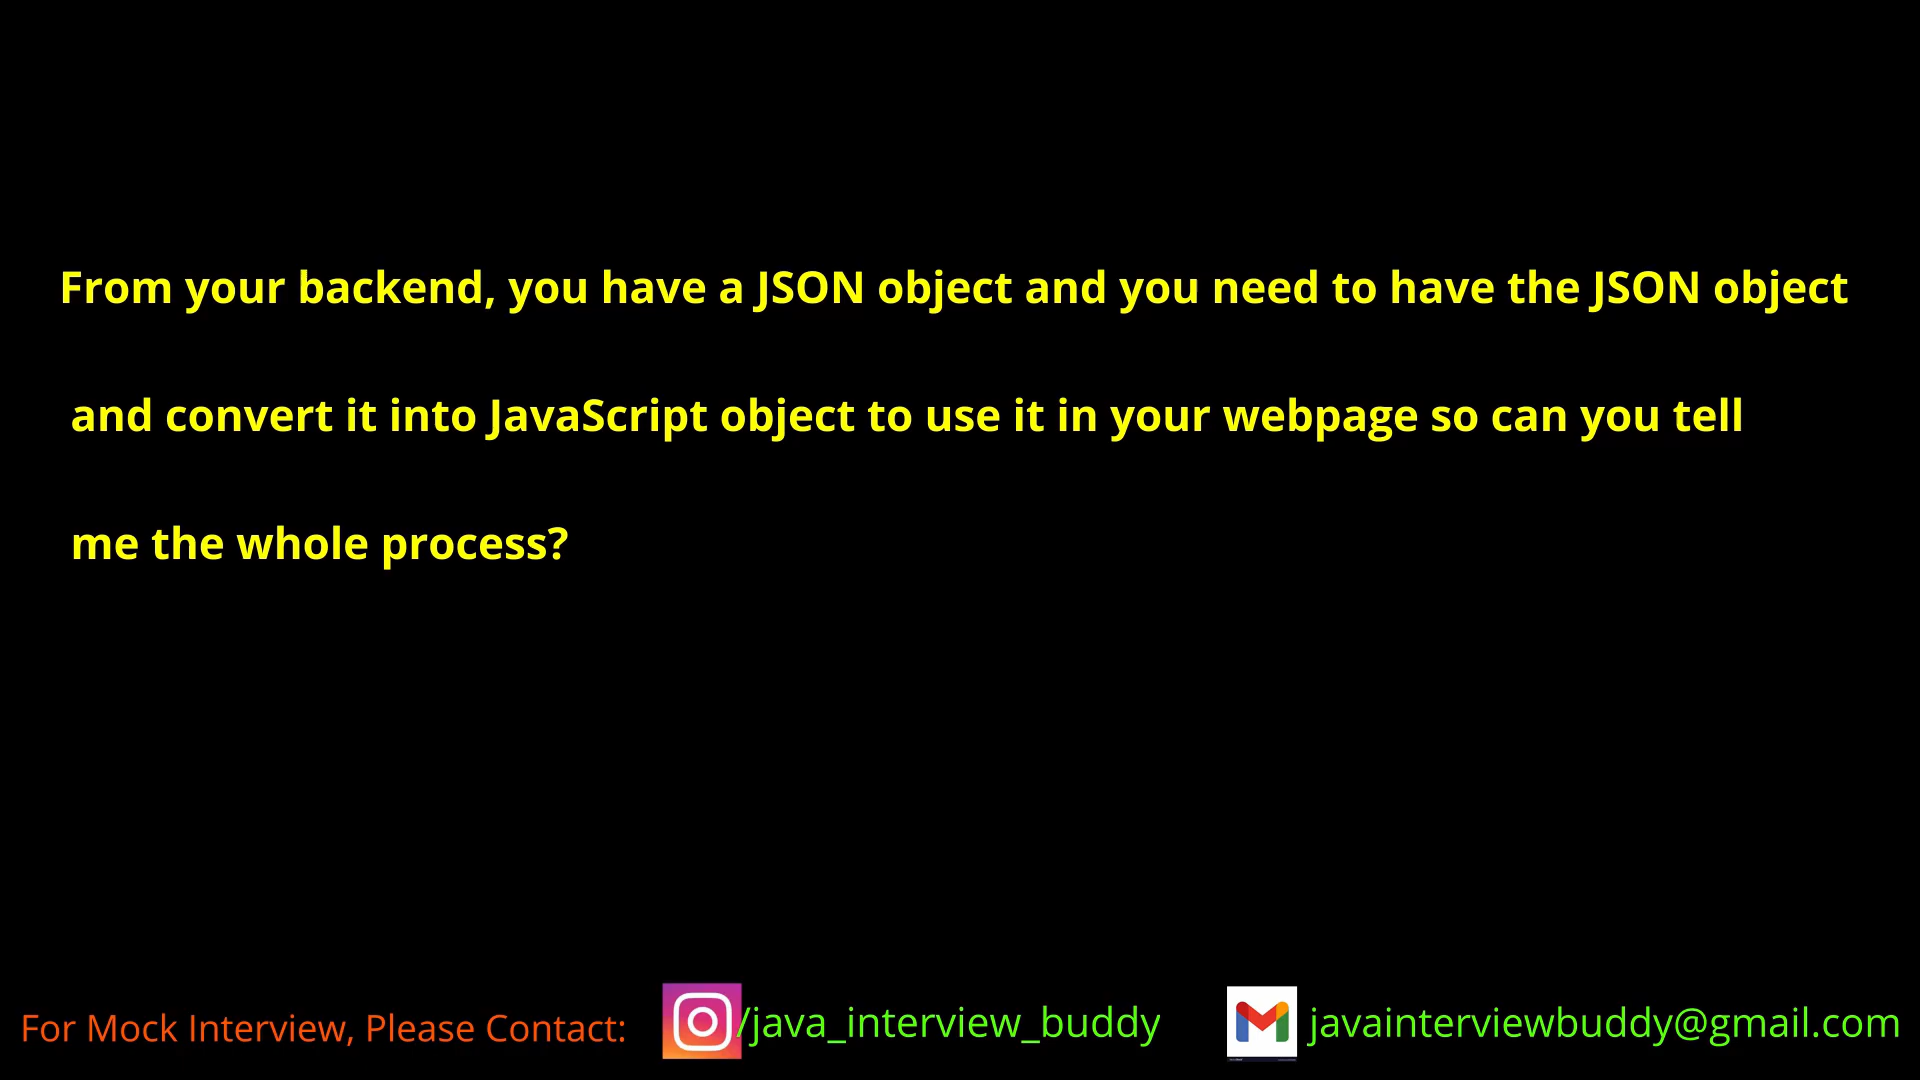 From your backend, you have a JSON object and you need to have the JSON object
and convert it into JavaScript object to use it in your webpage so can you tell
me the whole process?
For Mock Interview, Please Contact: /java_interview_buddy javainterviewbuddy@gmail.com